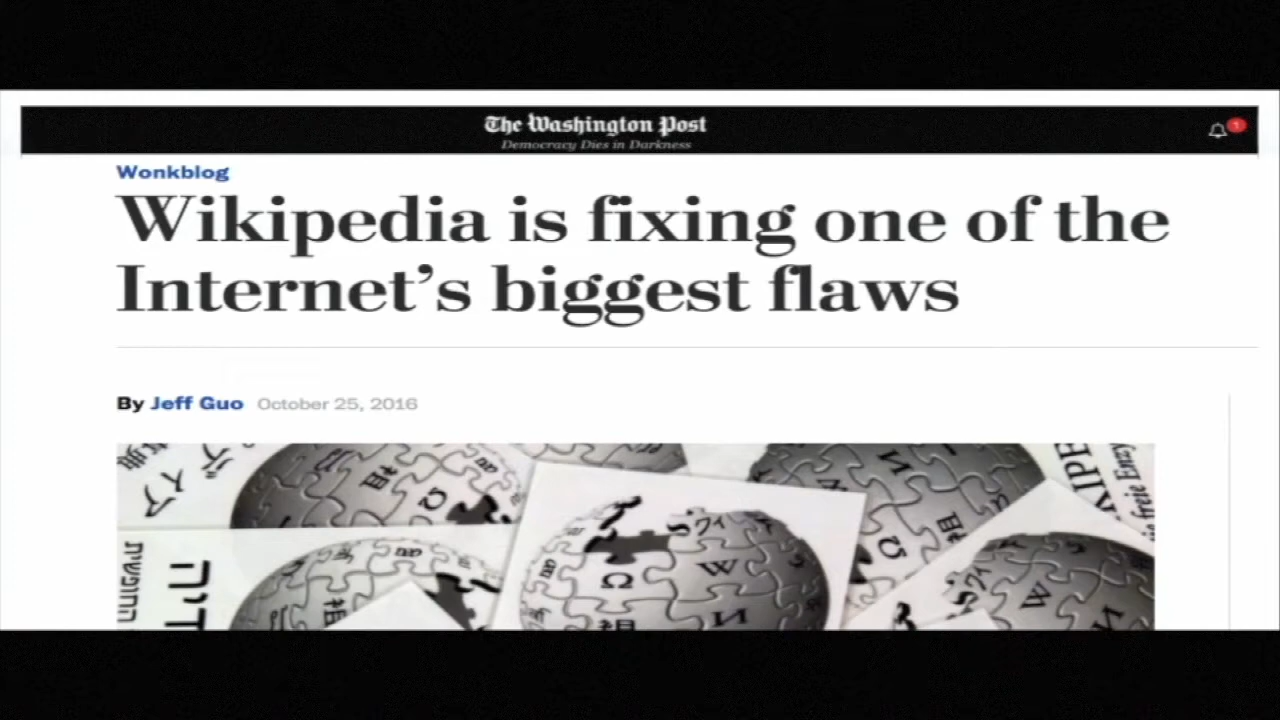 The Washington Post
Democracy Dies in Darkness
1
Wonkblog
Wikipedia is fixing one of the
Internet's biggest flaws
By Jeff Guo October 25, 2016